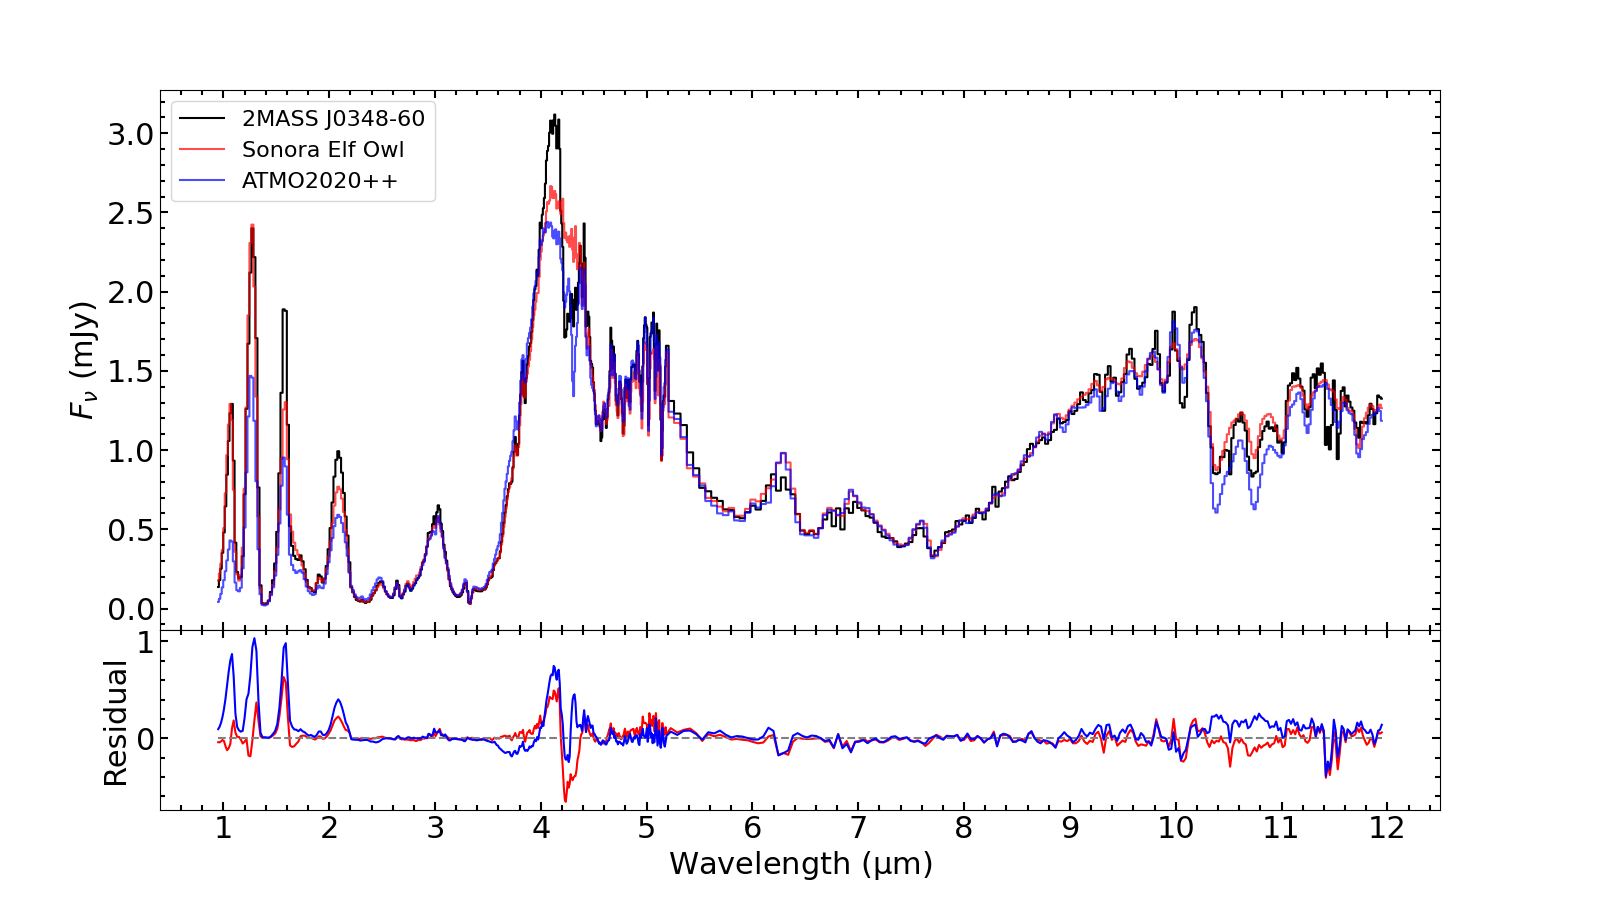 2MASS J0348-60
Sonora Elf Owl
ATMO2020++
3.0
2.5
2.0
1.5
1.0
0.5
0.0
Fν (mJy)
1
0
Residual
1 2 3 4 5 6 7 8 9 10 11 12
Wavelength (μm)